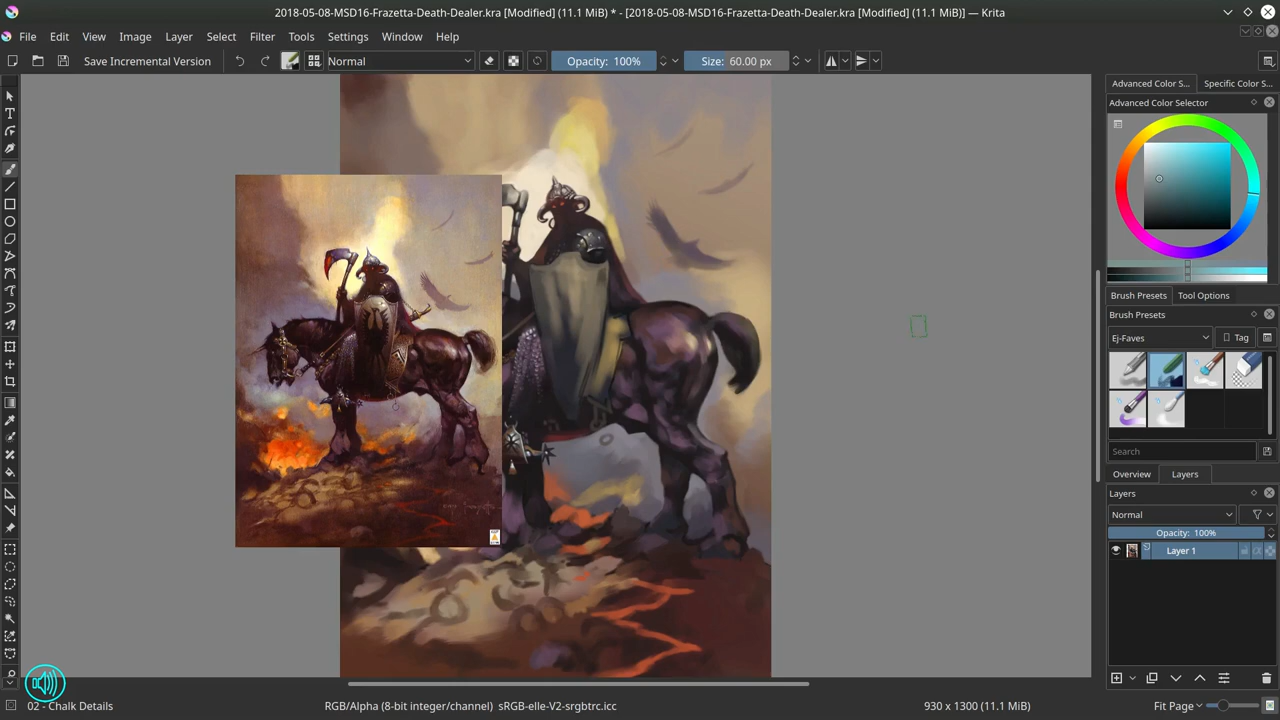 2018-05-08-MSD16-Frazetta-Death-Dealer.kra [Modified] (11.1 MiB) * - [2018-05-08-MSD16-Frazetta-Death-Dealer.kra [Modified] (11.1 MiB)] — Krita
File Edit View Image Layer Select Filter Tools Settings Window Help
Save Incremental Version Normal Opacity: 100% Size: 60.00 px
Advanced Color S... Specific Color S...
Advanced Color Selector
Brush Presets Tool Options
Brush Presets
Ej-Faves Tag
Search
Overview Layers
Layers
Normal
Opacity: 100%
Layer 1
02 - Chalk Details RGB/Alpha (8-bit integer/channel) sRGB-elle-V2-srgbtrc.icc 930 x 1300 (11.1 MiB) Fit Page